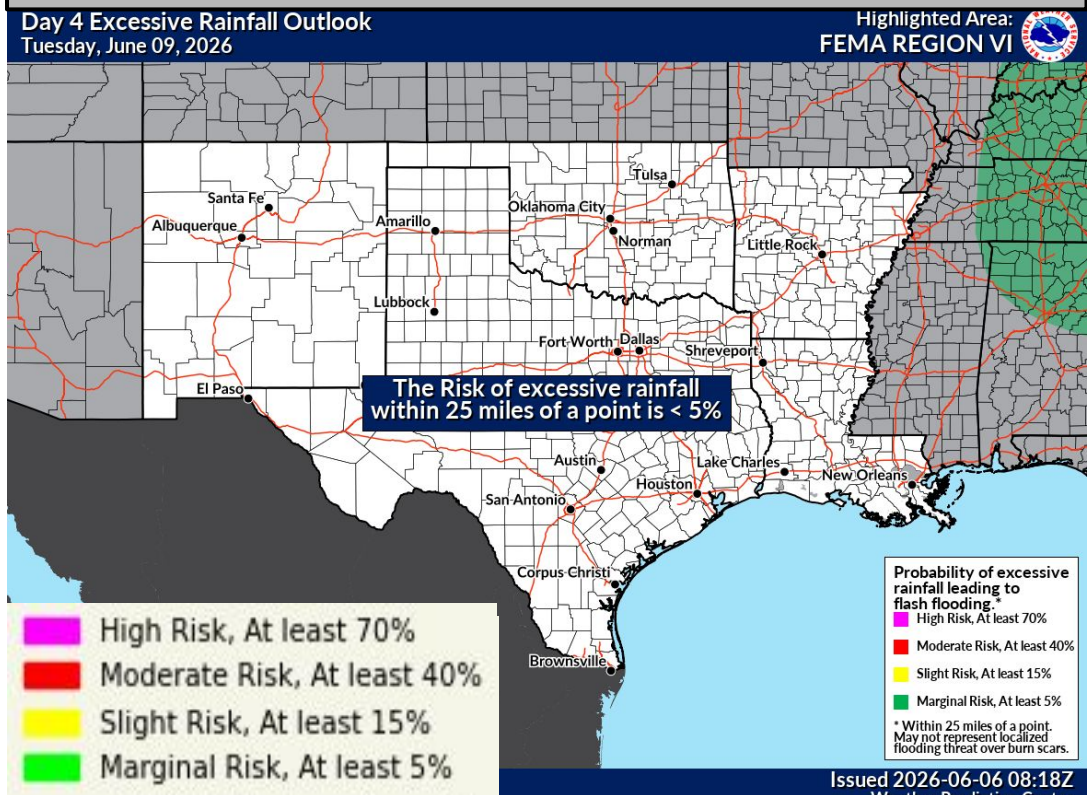 Day 4 Excessive Rainfall Outlook
Tuesday, June 09, 2026
Highlighted Area:
FEMA REGION VI
Santa Fe
Albuquerque
Amarillo
Tulsa
Oklahoma City
Norman
Little Rock
Lubbock
Fort Worth
Dallas
Shreveport
El Paso
The Risk of excessive rainfall
within 25 miles of a point is < 5%
Austin
Lake Charles
Houston
New Orleans
San Antonio
Corpus Christi
Brownsville
Probability of excessive
rainfall leading to
flash flooding.*
High Risk, At least 70%
Moderate Risk, At least 40%
Slight Risk, At least 15%
Marginal Risk, At least 5%
* Within 25 miles of a point.
May not represent localized
flooding threat over burn scars.
High Risk, At least 70%
Moderate Risk, At least 40%
Slight Risk, At least 15%
Marginal Risk, At least 5%
Issued 2026-06-06 08:18Z
Weather Prediction Center